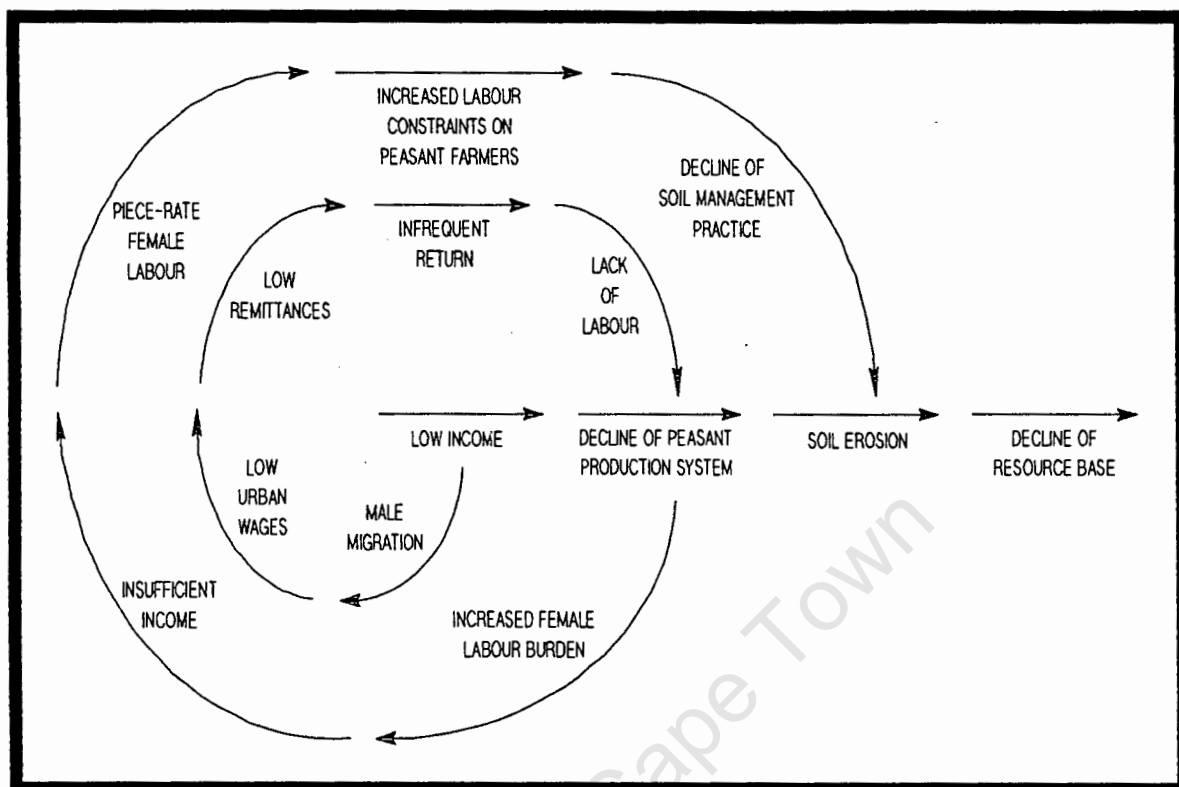 INCREASED LABOUR
CONSTRAINTS ON
PEASANT FARMERS
DECLINE OF
SOIL MANAGEMENT
PRACTICE
PIECE-RATE
FEMALE
LABOUR
INFREQUENT
RETURN
LOW
REMITTANCES
LACK
OF
LABOUR
LOW INCOME
DECLINE OF PEASANT
PRODUCTION SYSTEM
SOIL EROSION
DECLINE OF
RESOURCE BASE
LOW
URBAN
WAGES
MALE
MIGRATION
INSUFFICIENT
INCOME
INCREASED FEMALE
LABOUR BURDEN
Cape Town